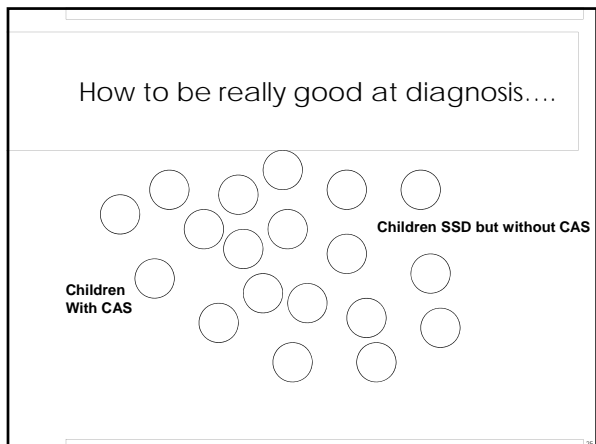 How to be really good at diagnosis….
Children SSD but without CAS
Children
With CAS